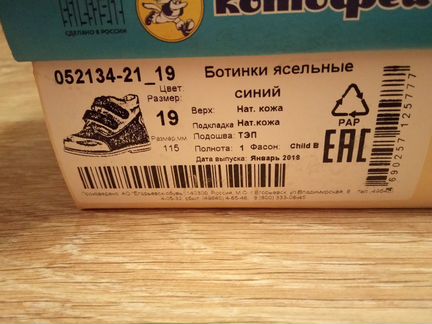 СДЕЛАНО В РОССИИ
котофей
052134-21_19
Ботинки ясельные
Цвет:
синий
Размер:
19
Верх: Нат. кожа
Подкладка Нат.кожа
Размер,мм
115
Подошва: ТЭП
Полнота: 1 Фасон: Child B
Дата выпуска: Январь 2018
PAP
EAC
4690257125777